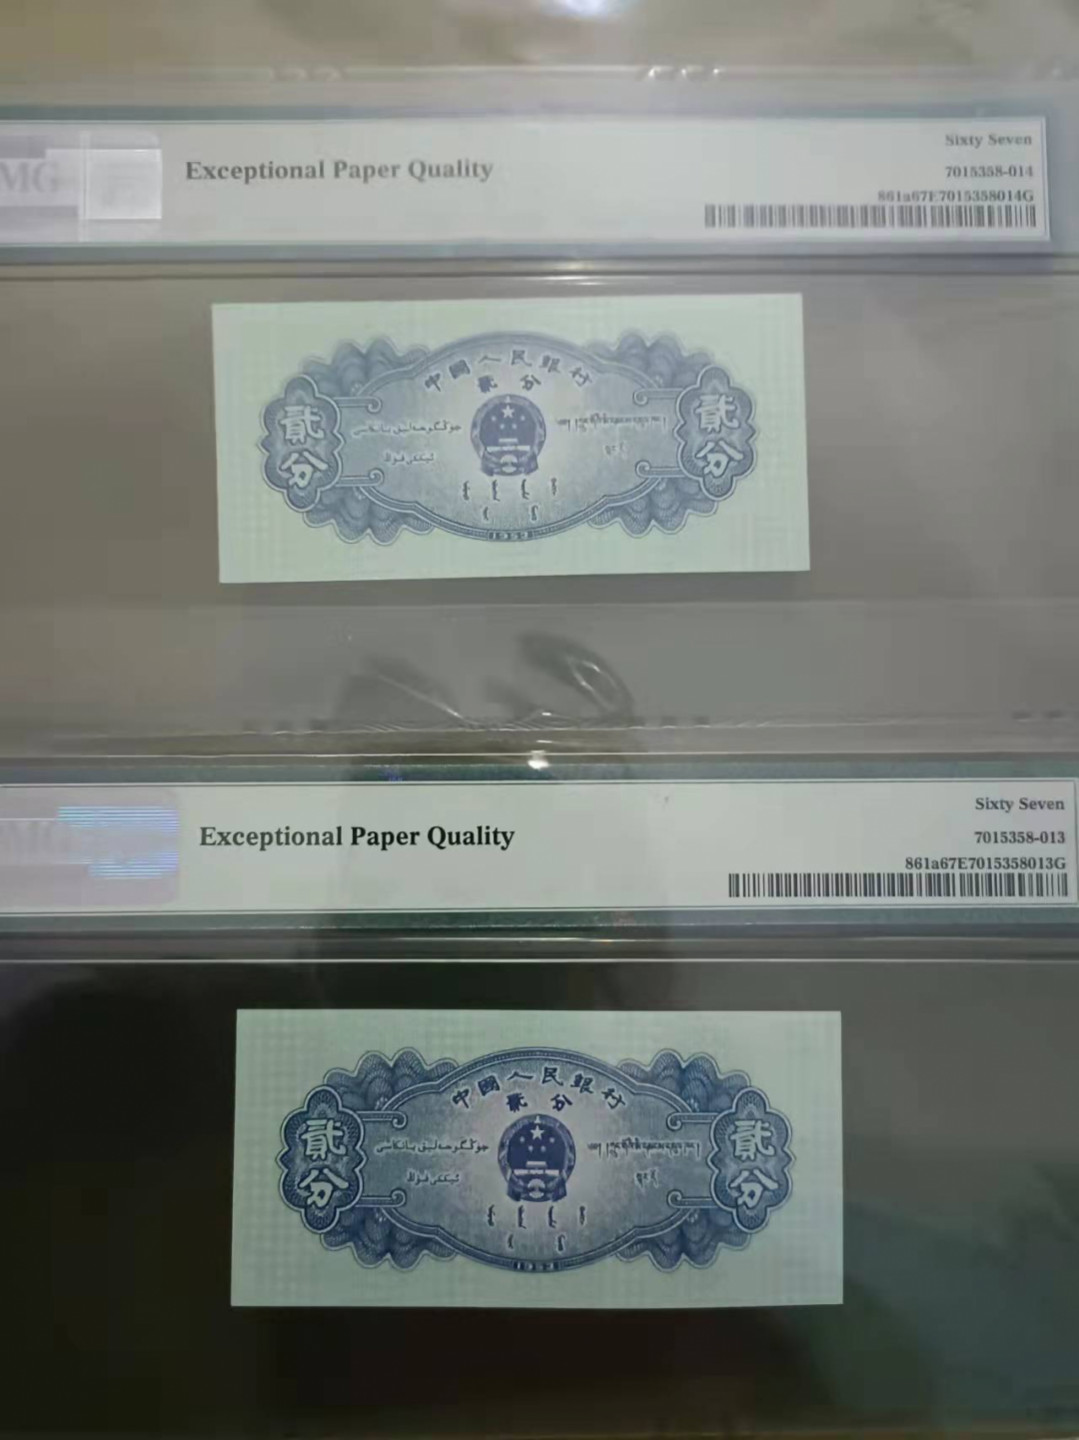 Sixty Seven
Exceptional Paper Quality
7015358-014
861a67E7015358014G
中國人民銀行
貳分
貳分
貳分
1953
Sixty Seven
Exceptional Paper Quality
7015358-013
861a67E7015358013G
中國人民銀行
貳分
貳分
貳分
1953